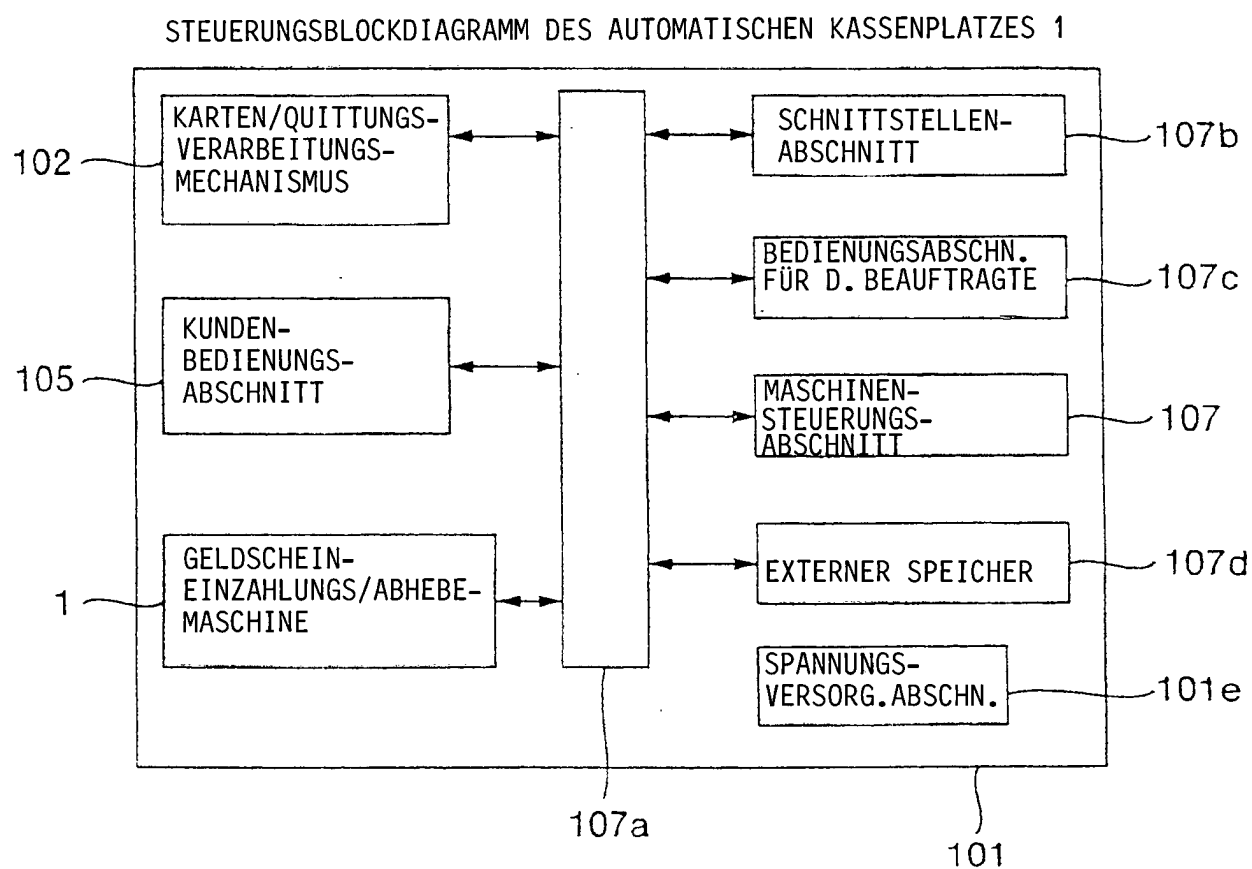 STEUERUNGSBLOCKDIAGRAMM DES AUTOMATISCHEN KASSENPLATZES 1
KARTEN/QUITTUNGS-
VERARBEITUNGS-
MECHANISMUS
102
KUNDEN-
BEDIENUNGS-
ABSCHNITT
105
GELDSCHEIN-
EINZAHLUNGS/ABHEBE-
MASCHINE
1
SCHNITTSTELLEN-
ABSCHNITT
107b
BEDIENUNGSABSCHN.
FÜR D. BEAUFTRAGTE
107c
MASCHINEN-
STEUERUNGS-
ABSCHNITT
107
EXTERNER SPEICHER
107d
SPANNUNGS-
VERSORG.ABSCHN.
101e
107a
101